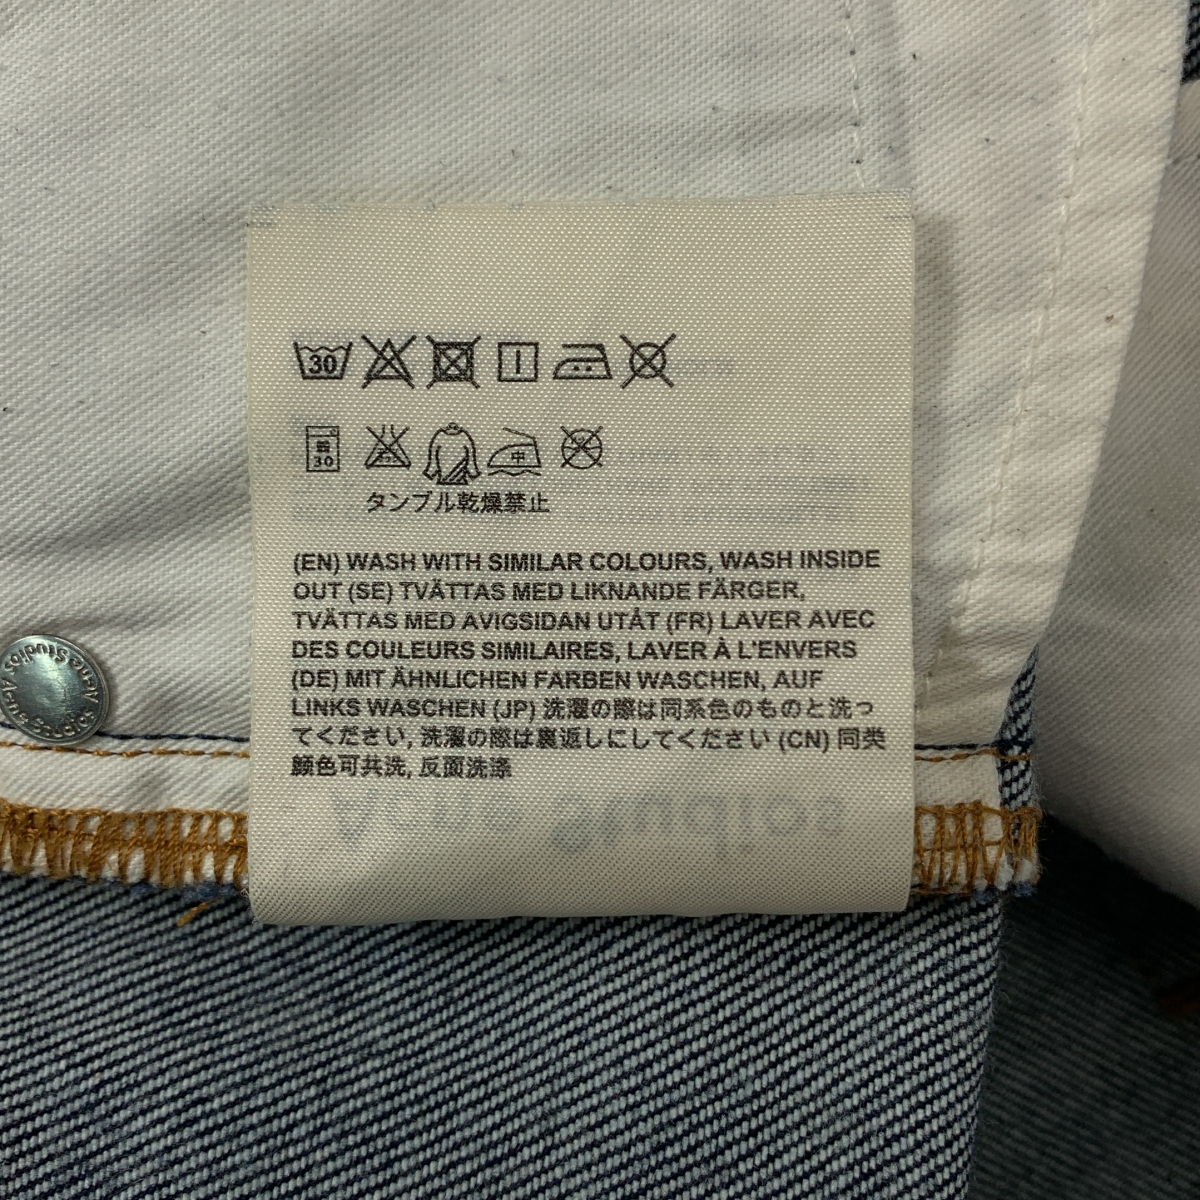 30
30
中
タンブル乾燥禁止
(EN) WASH WITH SIMILAR COLOURS, WASH INSIDE
OUT (SE) TVÄTTAS MED LIKNANDE FÄRGER,
TVÄTTAS MED AVIGSIDAN UTÅT (FR) LAVER AVEC
DES COULEURS SIMILAIRES, LAVER À L'ENVERS
(DE) MIT ÄHNLICHEN FARBEN WASCHEN, AUF
LINKS WASCHEN (JP) 洗濯の際は同系色のものと洗っ
てください, 洗濯の際は裏返しにしてください (CN) 同类
颜色可共洗, 反面洗涤
Acne Studios